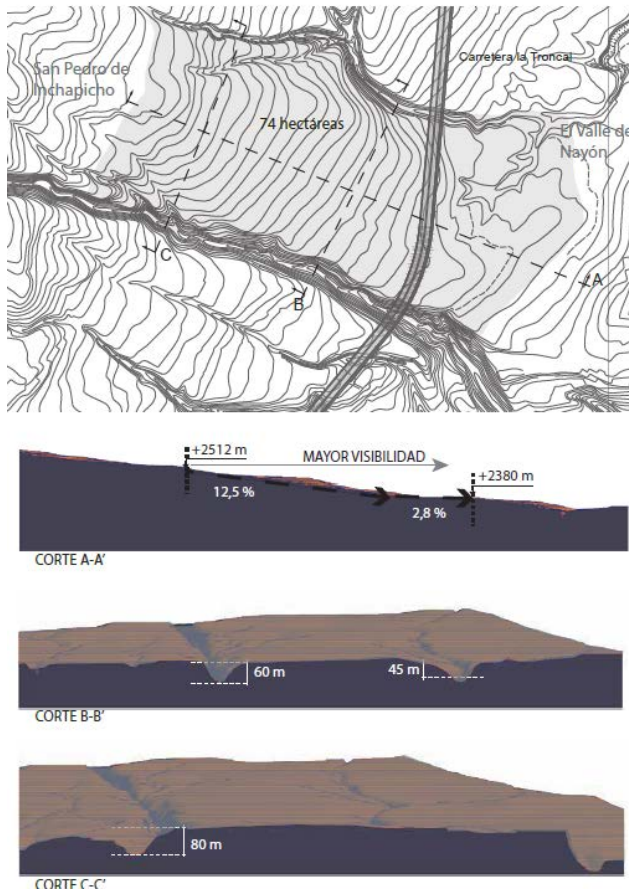 Carretera la Troncal
San Pedro de
Inchapicho
74 hectáreas
El Valle de
Nayón
C
B
A
+2512 m
MAYOR VISIBILIDAD
+2380 m
12,5 %
2,8 %
CORTE A-A’
60 m
45 m
CORTE B-B’
80 m
CORTE C-C’